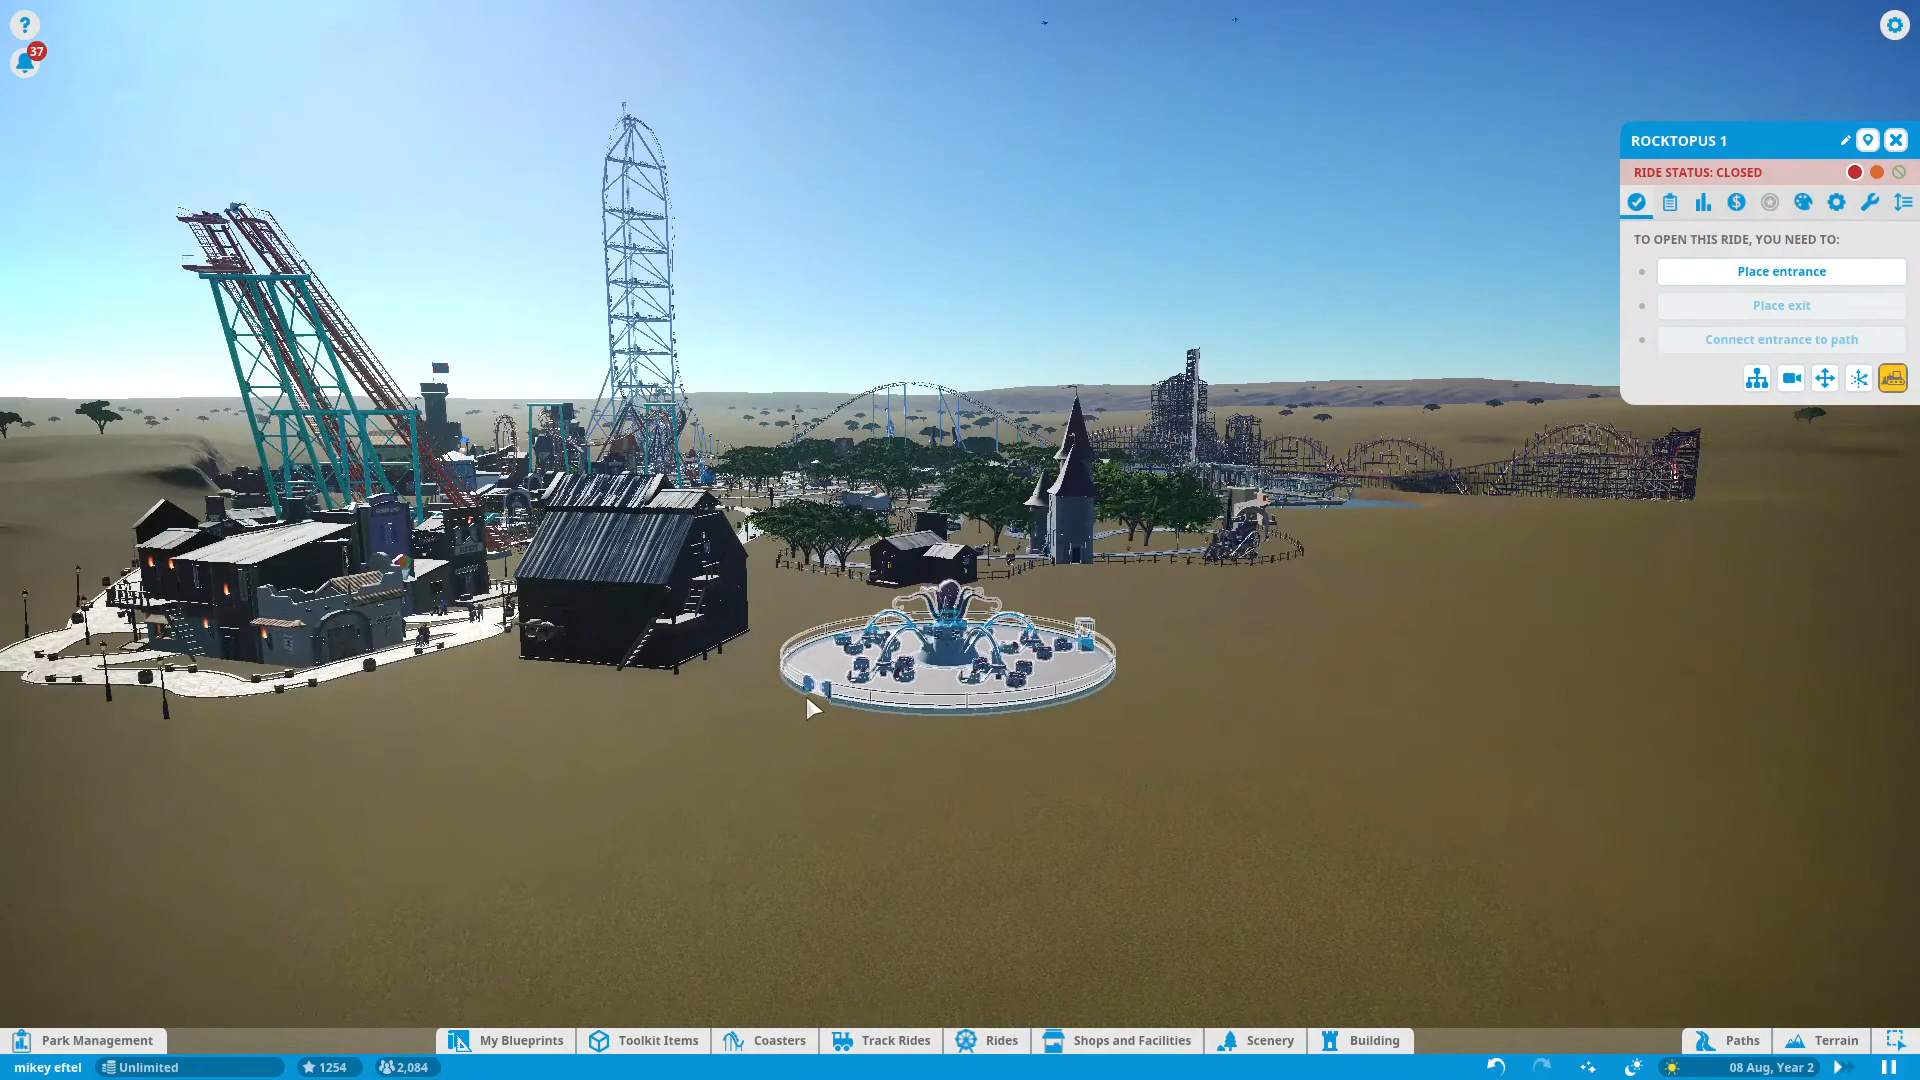 ?
37
ROCKTOPUS 1
RIDE STATUS: CLOSED
TO OPEN THIS RIDE, YOU NEED TO:
Place entrance
Place exit
Connect entrance to path
Park Management
My Blueprints
Toolkit Items
Coasters
Track Rides
Rides
Shops and Facilities
Scenery
Building
Paths
Terrain
mikey eftel
Unlimited
1254
2,084
08 Aug, Year 2